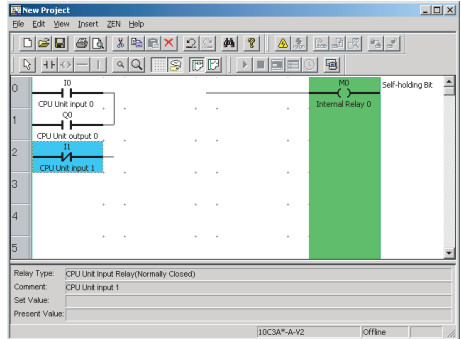 New Project
File Edit View Insert ZEN Help
0
I0
M0
Self-holding Bit
CPU Unit input 0
Internal Relay 0
1
Q0
CPU Unit output 0
2
I1
CPU Unit input 1
3
4
5
Relay Type: CPU Unit Input Relay(Normally Closed)
Comment: CPU Unit input 1
Set Value:
Present Value:
10C3A*-A-V2 Offline